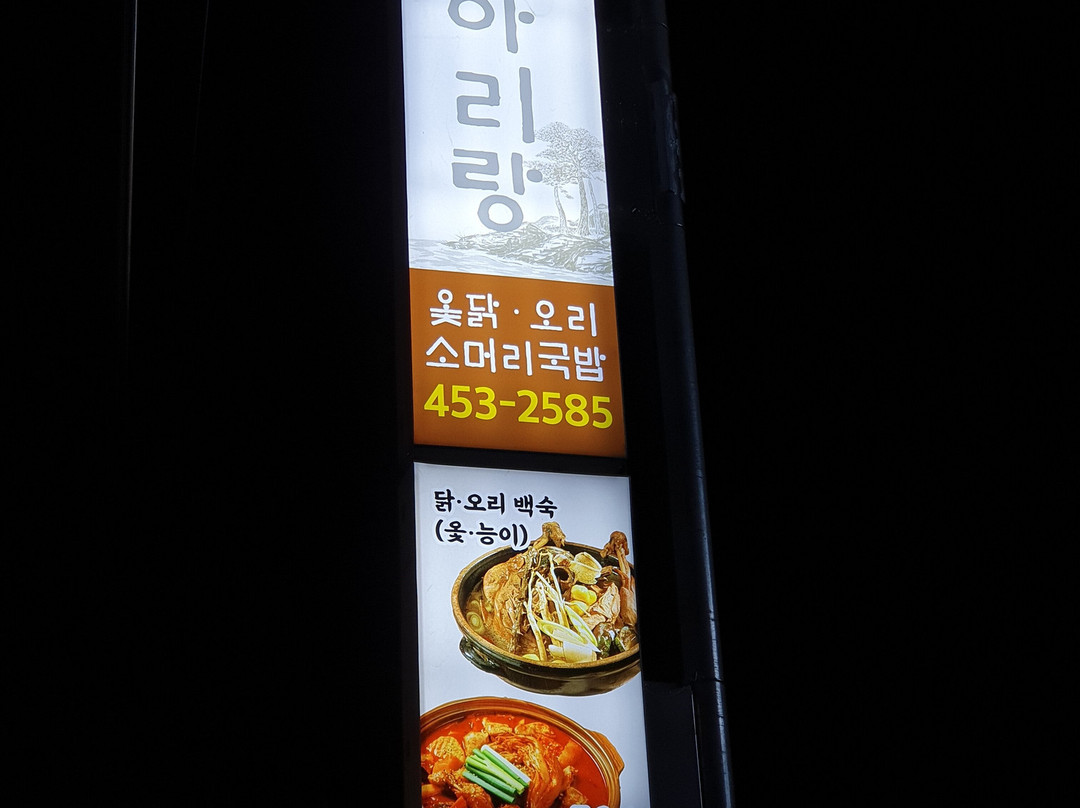 아
리
랑
옻닭·오리
소머리국밥
453-2585
닭·오리 백숙
(옻·능이)